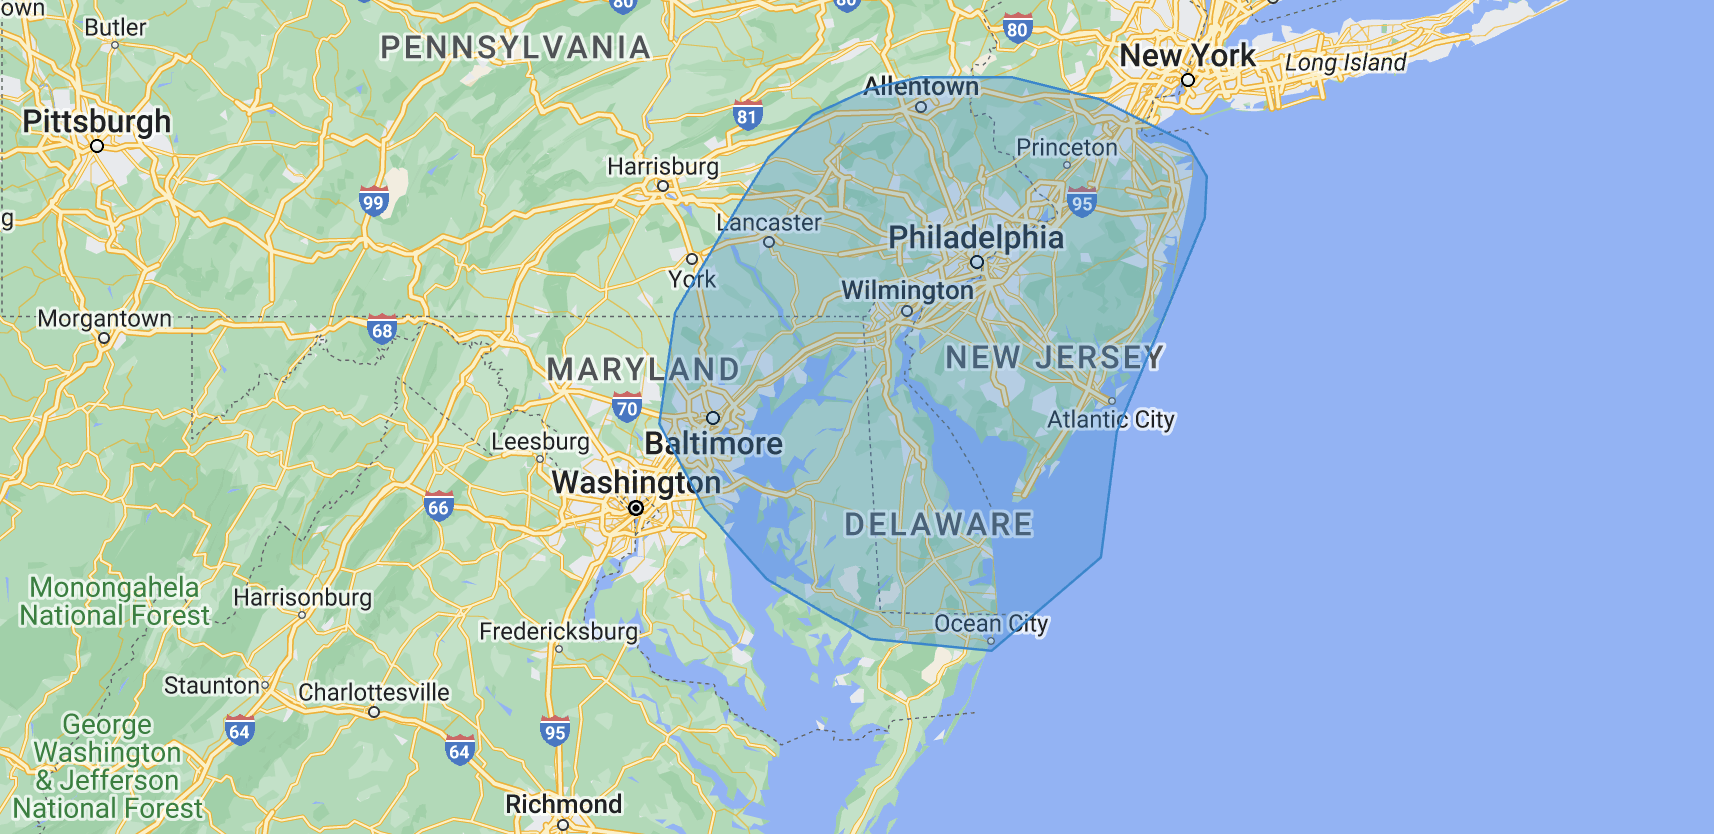 own
80
80
Butler
PENNSYLVANIA
80
New York
Long Island
Allentown
81
Pittsburgh
Princeton
Harrisburg
99
95
g
Lancaster
Philadelphia
York
Wilmington
Morgantown
68
NEW JERSEY
MARYLAND
70
Atlantic City
Leesburg
Baltimore
Washington
66
DELAWARE
Monongahela
National Forest
Harrisonburg
Ocean City
Fredericksburg
Staunton
Charlottesville
George
Washington
& Jefferson
National Forest
64
95
64
Richmond